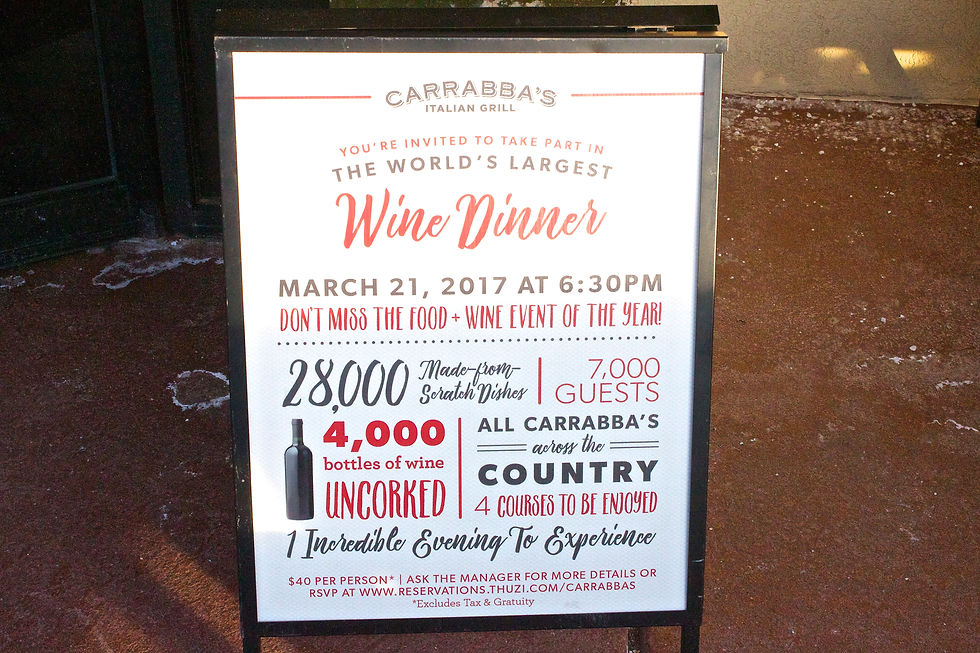 CARRABBA'S
ITALIAN GRILL
YOU'RE INVITED TO TAKE PART IN
THE WORLD'S LARGEST
Wine Dinner
MARCH 21, 2017 AT 6:30PM
DON'T MISS THE FOOD + WINE EVENT OF THE YEAR!
28,000
Made-from-
Scratch Dishes
7,000
GUESTS
4,000
bottles of wine
UNCORKED
ALL CARRABBA'S
across the
COUNTRY
4 COURSES TO BE ENJOYED
1 Incredible Evening To Experience
$40 PER PERSON* | ASK THE MANAGER FOR MORE DETAILS OR
RSVP AT WWW.RESERVATIONS.THUZI.COM/CARRABBAS
*Excludes Tax & Gratuity